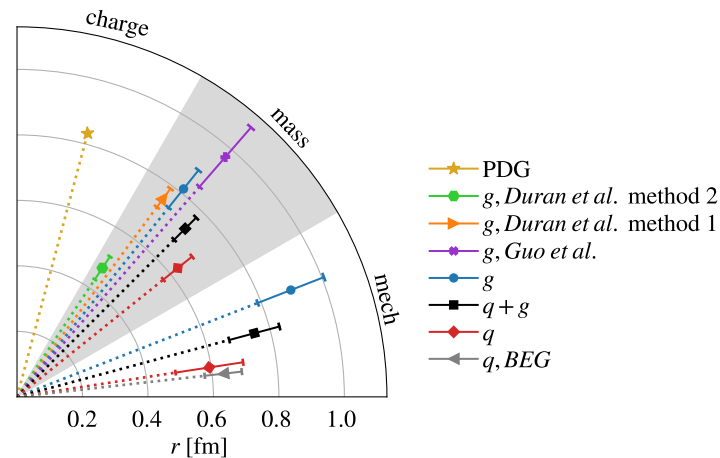 charge
mass
mech
0.2 0.4 0.6 0.8 1.0
r [fm]
PDG
g, Duran et al. method 2
g, Duran et al. method 1
g, Guo et al.
g
q + g
q
q, BEG